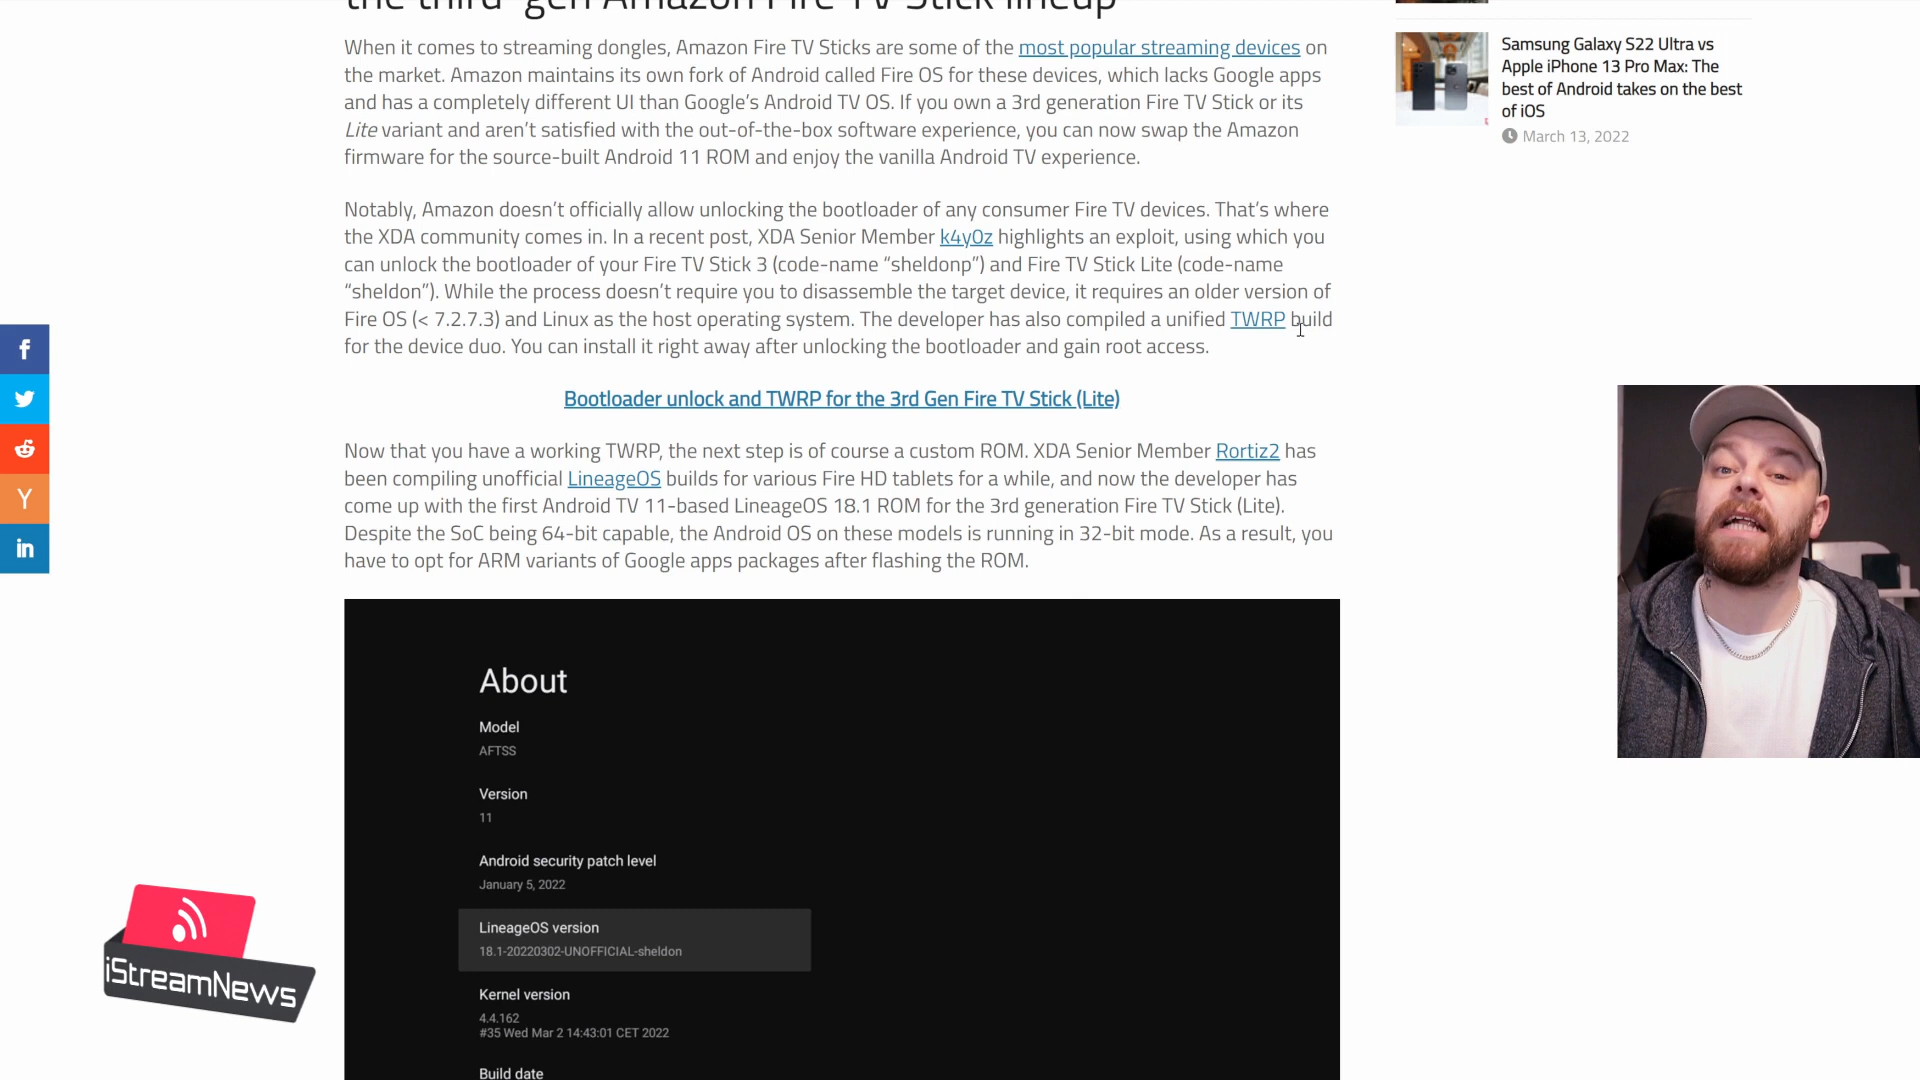 the third-gen Amazon Fire TV Stick lineup
When it comes to streaming dongles, Amazon Fire TV Sticks are some of the most popular streaming devices on
the market. Amazon maintains its own fork of Android called Fire OS for these devices, which lacks Google apps
and has a completely different UI than Google's Android TV OS. If you own a 3rd generation Fire TV Stick or its
Lite variant and aren't satisfied with the out-of-the-box software experience, you can now swap the Amazon
firmware for the source-built Android 11 ROM and enjoy the vanilla Android TV experience.
Notably, Amazon doesn't officially allow unlocking the bootloader of any consumer Fire TV devices. That's where
the XDA community comes in. In a recent post, XDA Senior Member k4y0z highlights an exploit, using which you
can unlock the bootloader of your Fire TV Stick 3 (code-name “sheldonp”) and Fire TV Stick Lite (code-name
“sheldon”). While the process doesn't require you to disassemble the target device, it requires an older version of
Fire OS (< 7.2.7.3) and Linux as the host operating system. The developer has also compiled a unified TWRP build
for the device duo. You can install it right away after unlocking the bootloader and gain root access.
Bootloader unlock and TWRP for the 3rd Gen Fire TV Stick (Lite)
Now that you have a working TWRP, the next step is of course a custom ROM. XDA Senior Member Rortiz2 has
been compiling unofficial LineageOS builds for various Fire HD tablets for a while, and now the developer has
come up with the first Android TV 11-based LineageOS 18.1 ROM for the 3rd generation Fire TV Stick (Lite).
Despite the SoC being 64-bit capable, the Android OS on these models is running in 32-bit mode. As a result, you
have to opt for ARM variants of Google apps packages after flashing the ROM.
About
Model
AFTSS
Version
11
Android security patch level
January 5, 2022
LineageOS version
18.1-20220302-UNOFFICIAL-sheldon
Kernel version
4.4.162
#35 Wed Mar 2 14:43:01 CET 2022
Build date
Samsung Galaxy S22 Ultra vs
Apple iPhone 13 Pro Max: The
best of Android takes on the best
of iOS
March 13, 2022
f
Y
in
iStreamNews